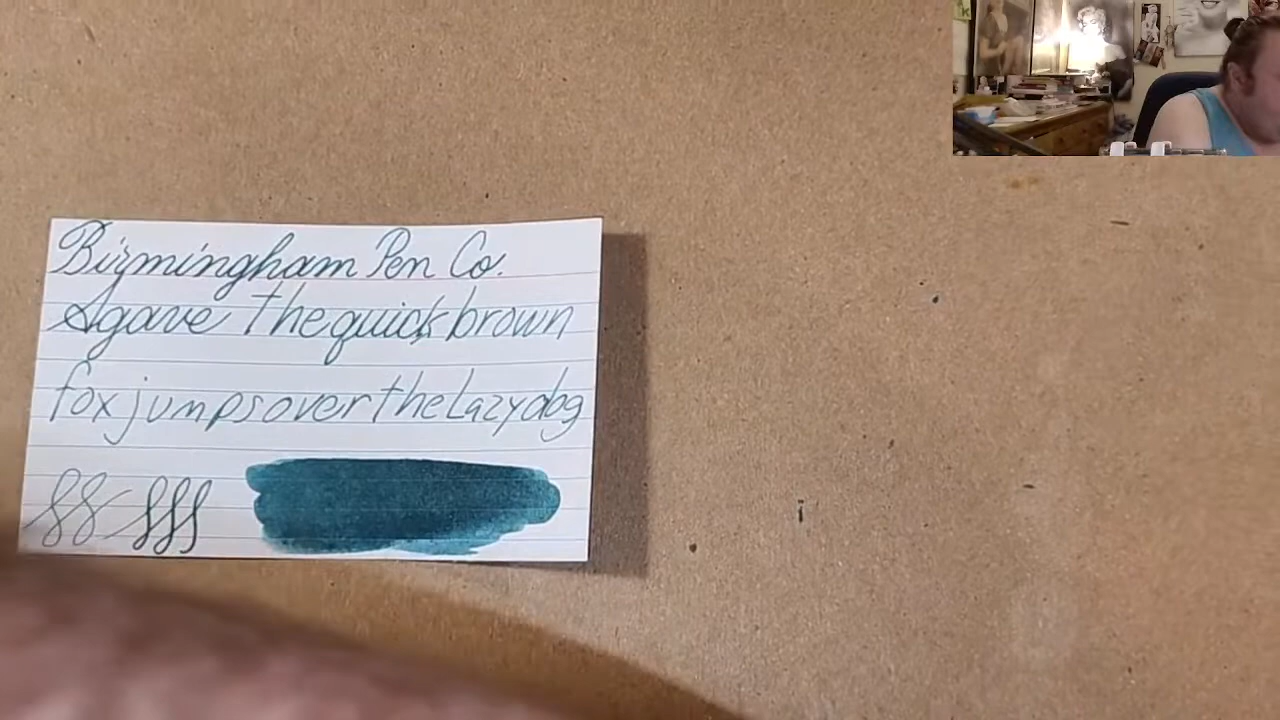 Birmingham Pen Co.
Agave The quick brown
fox jumps over the Lazy dog